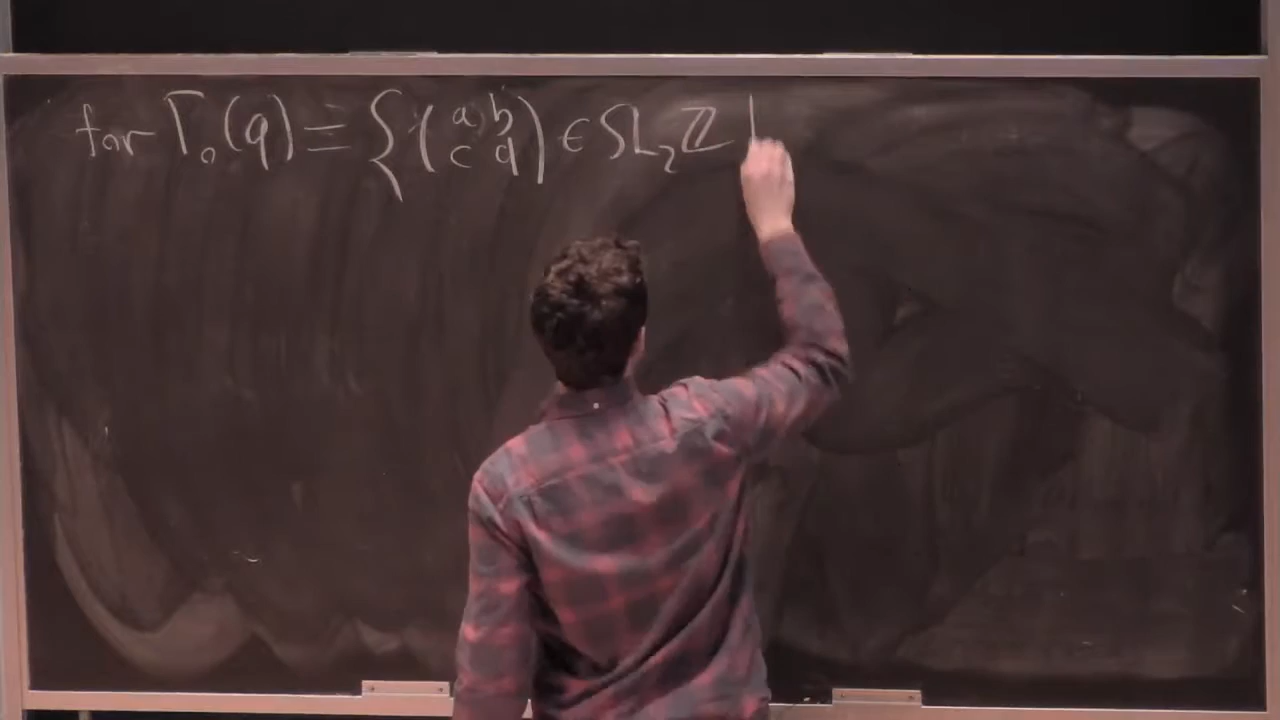 for Γ₀(q) ≡ { (a b
c d) ∈ SL₂ℤ |